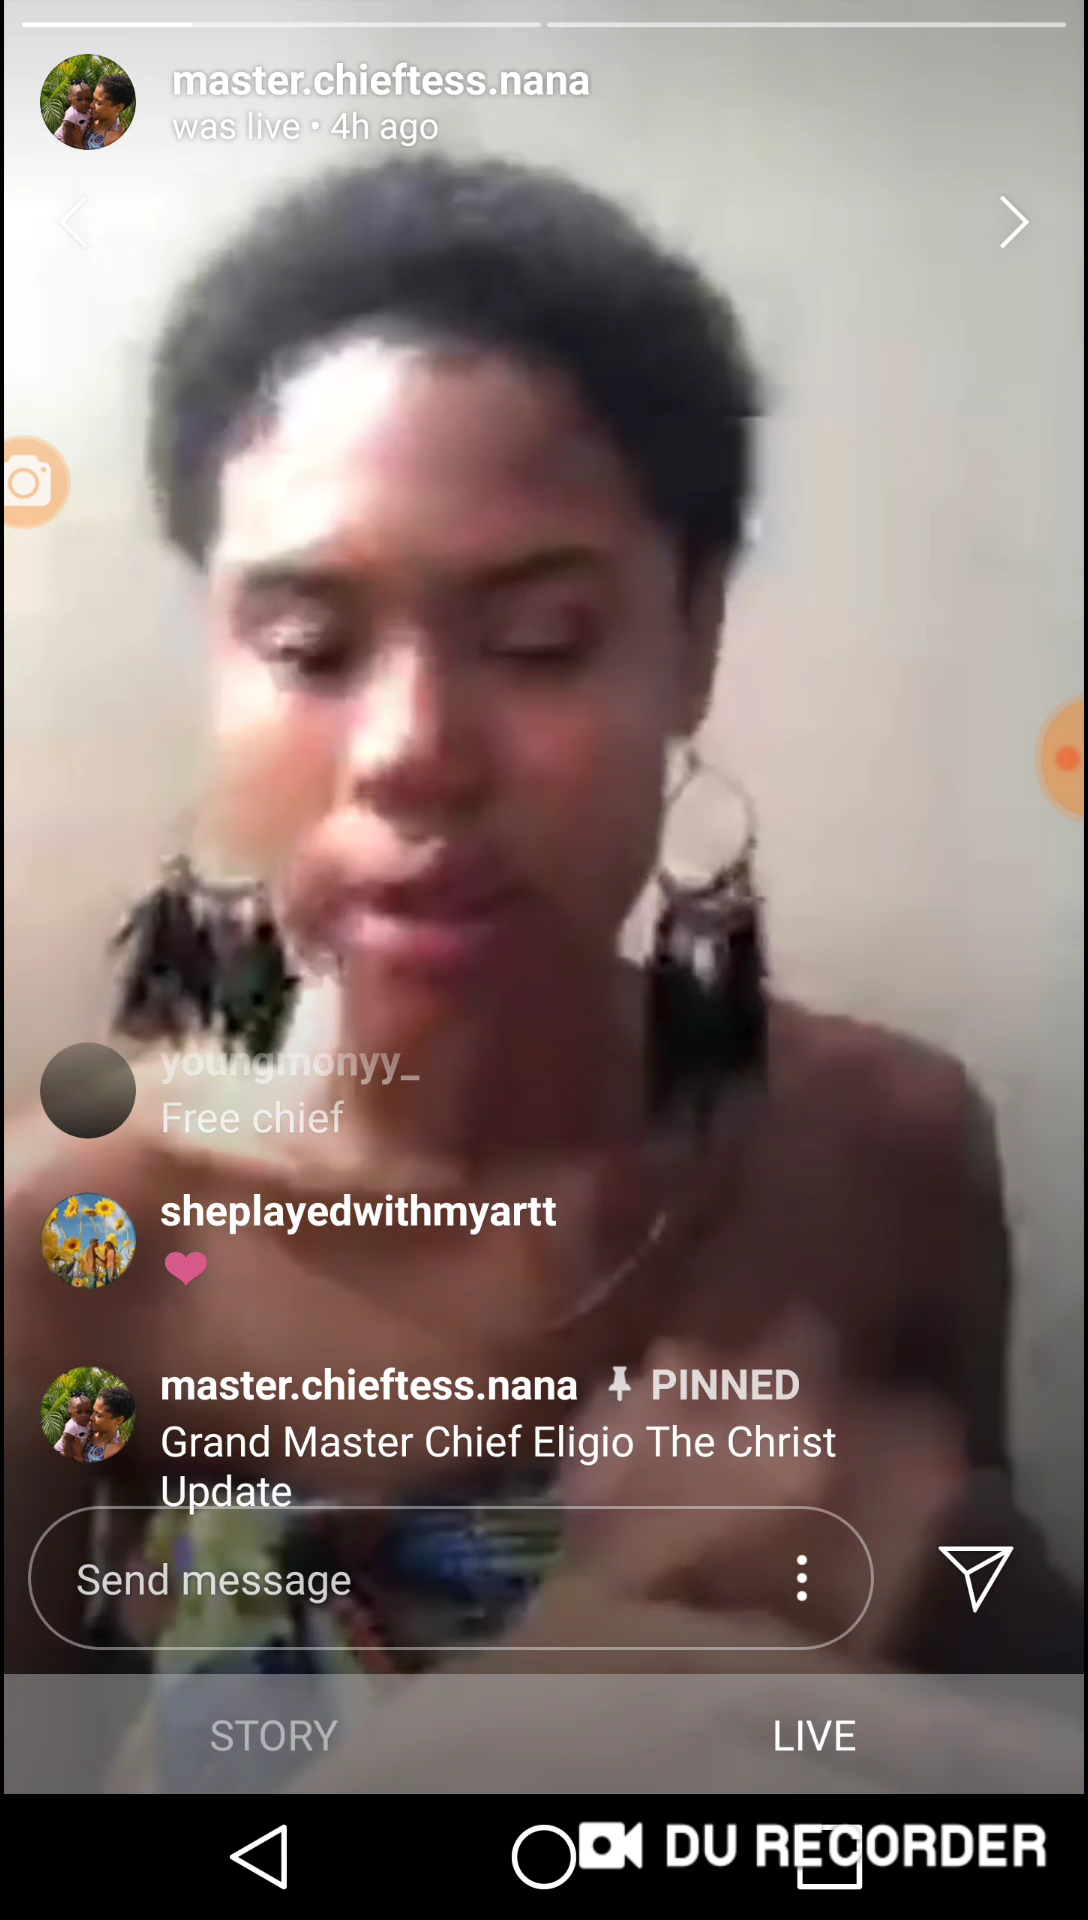 master.chieftess.nana
was live • 4h ago
youngmonyy_
Free chief
sheplayedwithmyartt
master.chieftess.nana PINNED
Grand Master Chief Eligio The Christ
Update
Send message
STORY LIVE
DU RECORDER